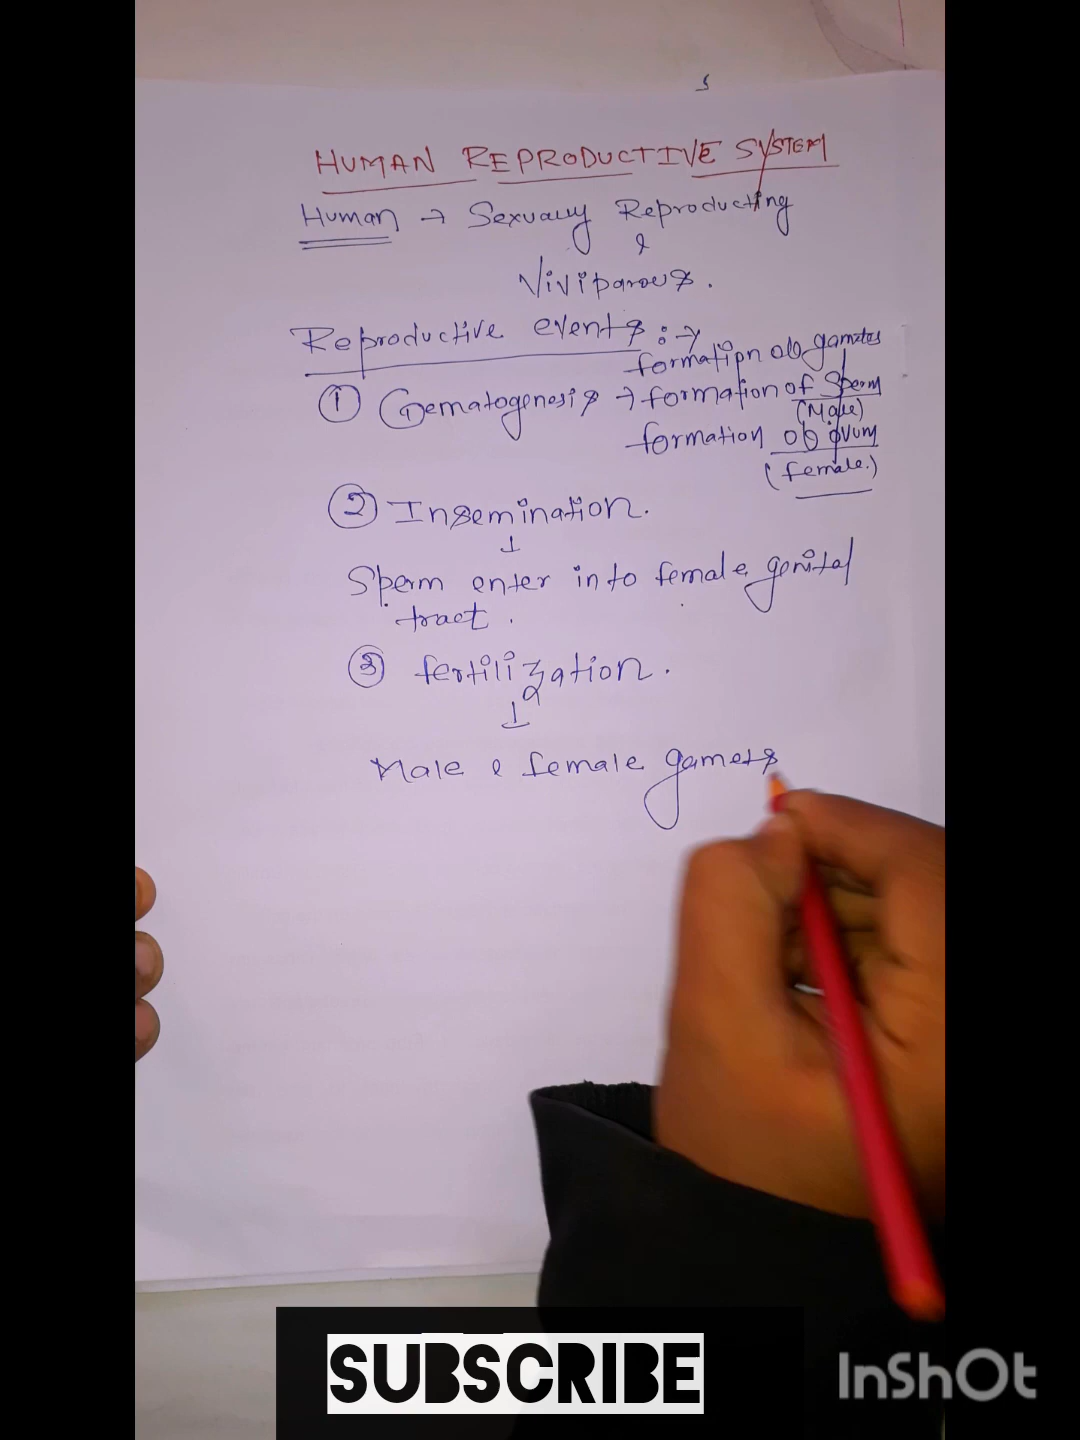 HUMAN REPRODUCTIVE SYSTEM
Human → Sexually Reproducting
&
Viviparous.
Reproductive events :→
formation of gametes
① Gematogenesis → formation of Sperm
(Male)
formation of ovum
(female.)
② Insemination.
↓
Sperm enter into female genital
tract.
③ fertilization.
↓
Male & female gamets
SUBSCRIBE
InShOt